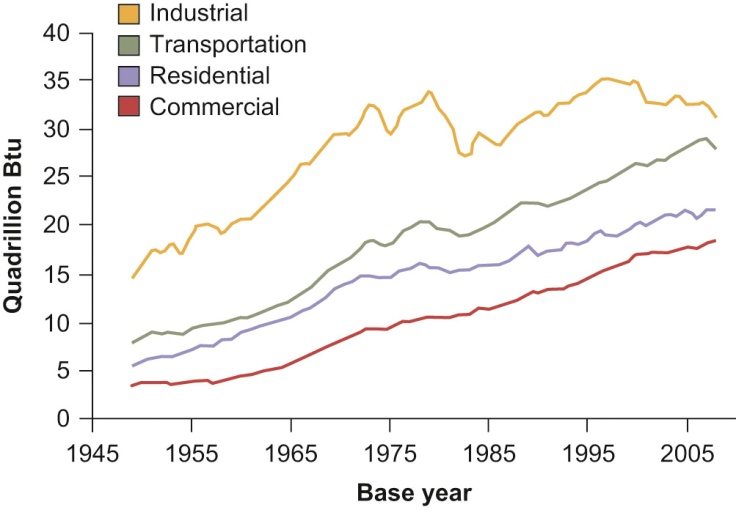 Industrial
Transportation
Residential
Commercial
Quadrillion Btu
40
35
30
25
20
15
10
5
0
1945 1955 1965 1975 1985 1995 2005
Base year